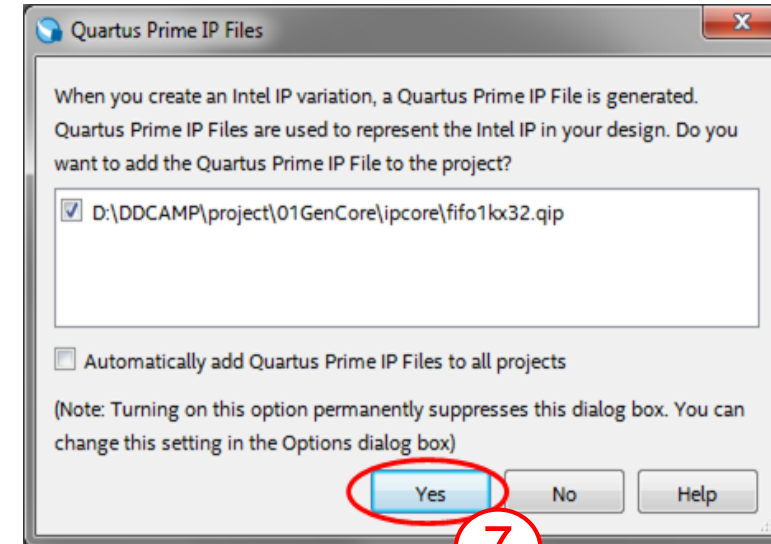 Quartus Prime IP Files
When you create an Intel IP variation, a Quartus Prime IP File is generated.
Quartus Prime IP Files are used to represent the Intel IP in your design. Do you
want to add the Quartus Prime IP File to the project?
D:\DDCAMP\project\01GenCore\ipcore\fifo1kx32.qip
Automatically add Quartus Prime IP Files to all projects
(Note: Turning on this option permanently suppresses this dialog box. You can
change this setting in the Options dialog box)
Yes No Help
7